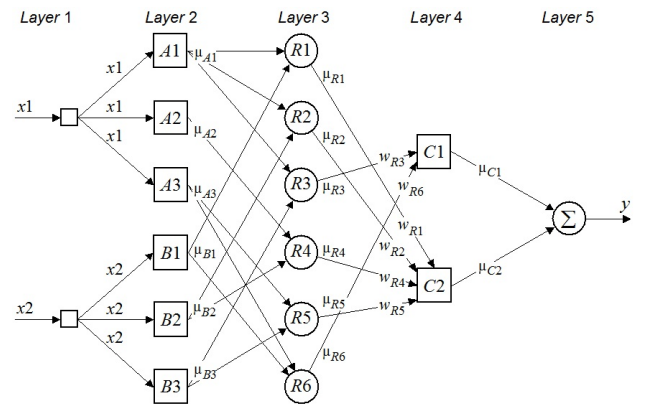 Layer 1 Layer 2 Layer 3 Layer 4 Layer 5
A1 μA1 R1
x1 μR1
x1 x1 A2 μA2 R2 μR2
x1 wR3 C1 μC1
A3 μA3 R3 μR3 wR6
y
Σ
B1 μB1 R4 μR4 wR1
x2 wR2
wR4 C2 μC2
x2 x2 B2 μB2 R5 μR5 wR5
x2
μR6
B3 μB3 R6